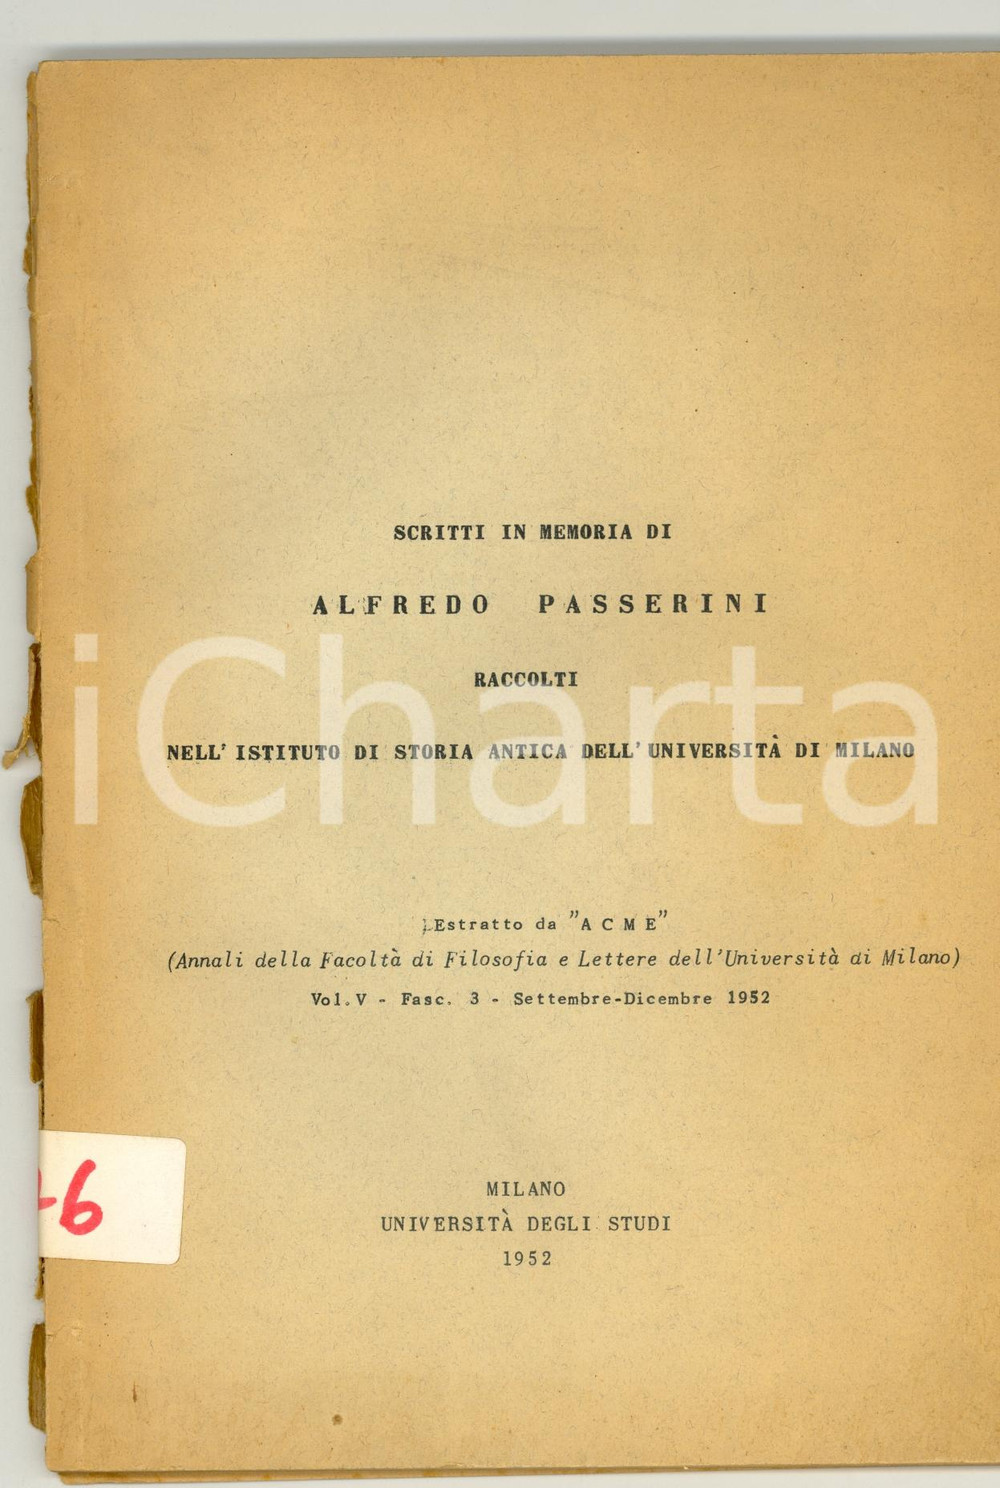 SCRITTI IN MEMORIA DI
ALFREDO PASSERINI
RACCOLTI
NELL'ISTITUTO DI STORIA ANTICA DELL'UNIVERSITÀ DI MILANO
iCharta
Estratto da "ACME"
(Annali della Facoltà di Filosofia e Lettere dell'Università di Milano)
Vol. V - Fasc. 3 - Settembre-Dicembre 1952
-6
MILANO
UNIVERSITÀ DEGLI STUDI
1952